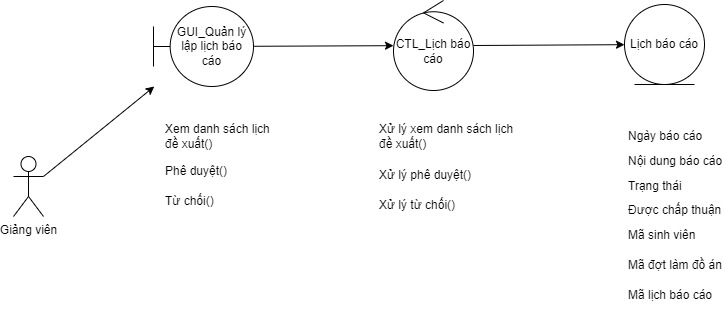 GUI_Quản lý
lập lịch báo
cáo
CTL_Lịch báo
cáo
Lịch báo cáo
Xem danh sách lịch
đề xuất()
Phê duyệt()
Từ chối()
Xử lý xem danh sách lịch
đề xuất()
Xử lý phê duyệt()
Xử lý từ chối()
Ngày báo cáo
Nội dung báo cáo
Trạng thái
Được chấp thuận
Mã sinh viên
Mã đợt làm đồ án
Mã lịch báo cáo
Giảng viên